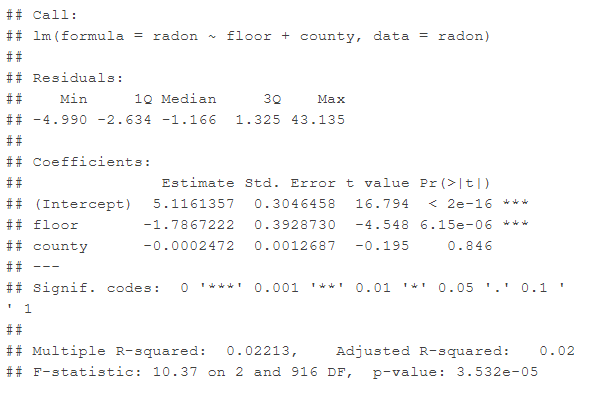 ## Call:
## lm(formula = radon ~ floor + county, data = radon)
##
## Residuals:
##    Min     1Q Median     3Q    Max
## -4.990 -2.634 -1.166  1.325 43.135
##
## Coefficients:
##               Estimate Std. Error t value Pr(>|t|)
## (Intercept)  5.1161357  0.3046458  16.794  < 2e-16 ***
## floor       -1.7867222  0.3928730  -4.548 6.15e-06 ***
## county      -0.0002472  0.0012687  -0.195    0.846
## ---
## Signif. codes:  0 '***' 0.001 '**' 0.01 '*' 0.05 '.' 0.1 '
' 1
##
## Multiple R-squared:  0.02213,    Adjusted R-squared:   0.02
## F-statistic: 10.37 on 2 and 916 DF,  p-value: 3.532e-05